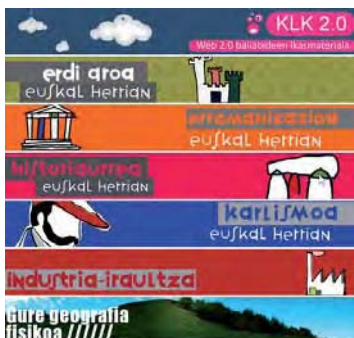 KLK 2.0
Web 2.0 baliabideen ikasmateriala
erdi aroa
euskal Herrian
erromanizazioa
euskal Herrian
historiaurrea
euskal Herrian
karlismoa
euskal Herrian
industria-iraultza
Gure geografia
fisikoa //////